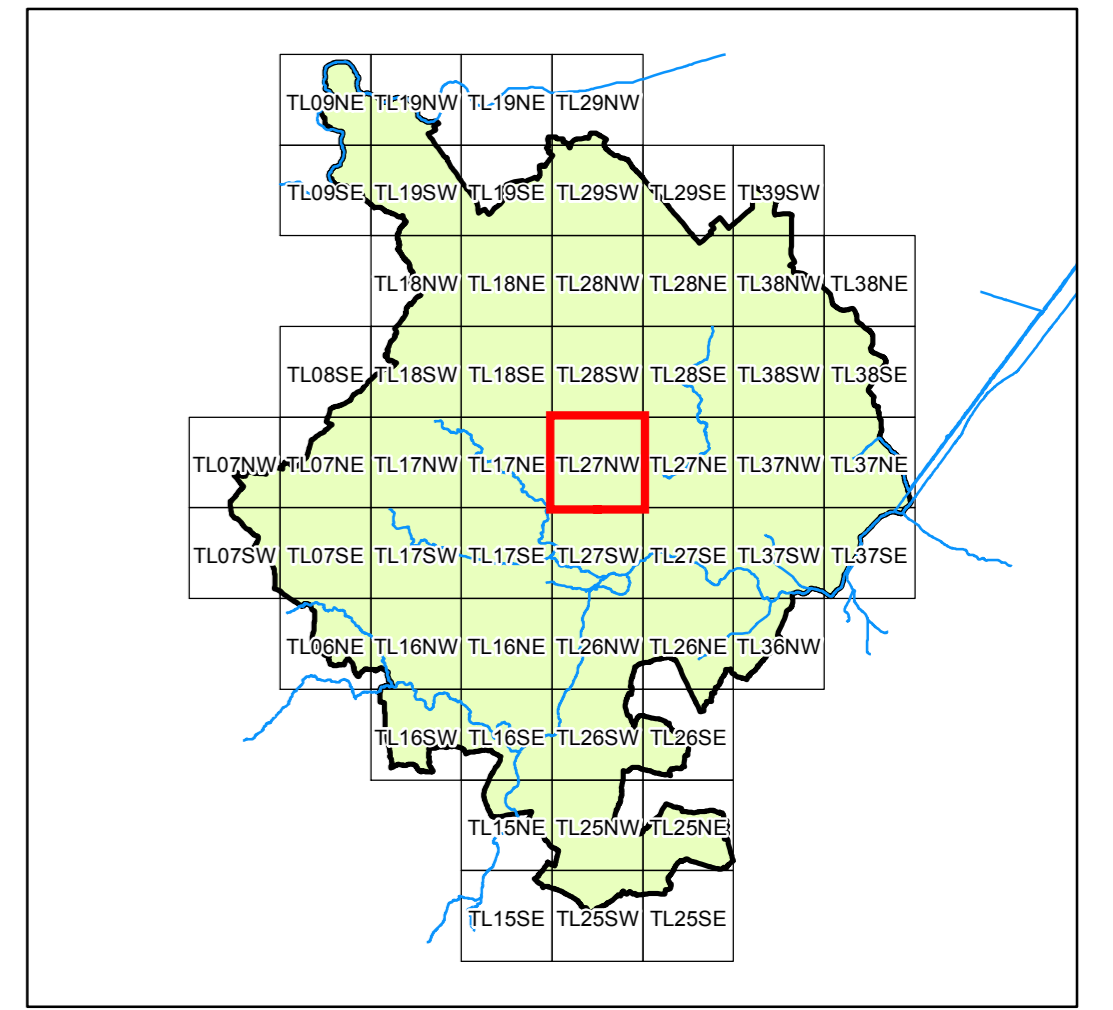 TL09NE TL19NW TL19NE TL29NW
TL09SE TL19SW TL19SE TL29SW TL29SE TL39SW
TL18NW TL18NE TL28NW TL28NE TL38NW TL38NE
TL08SE TL18SW TL18SE TL28SW TL28SE TL38SW TL38SE
TL07NW TL07NE TL17NW TL17NE TL27NW TL27NE TL37NW TL37NE
TL07SW TL07SE TL17SW TL17SE TL27SW TL27SE TL37SW TL37SE
TL06NE TL16NW TL16NE TL26NW TL26NE TL36NW
TL16SW TL16SE TL26SW TL26SE
TL15NE TL25NW TL25NE
TL15SE TL25SW TL25SE